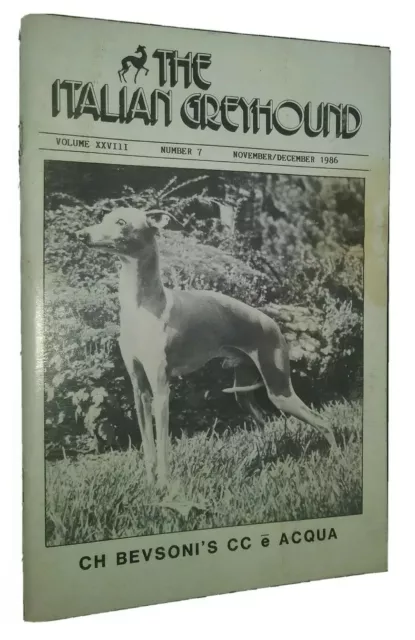 THE
ITALIAN GREYHOUND
VOLUME XXVIII NUMBER 7 NOVEMBER/DECEMBER 1986
CH BEVSONI'S CC ē ACQUA